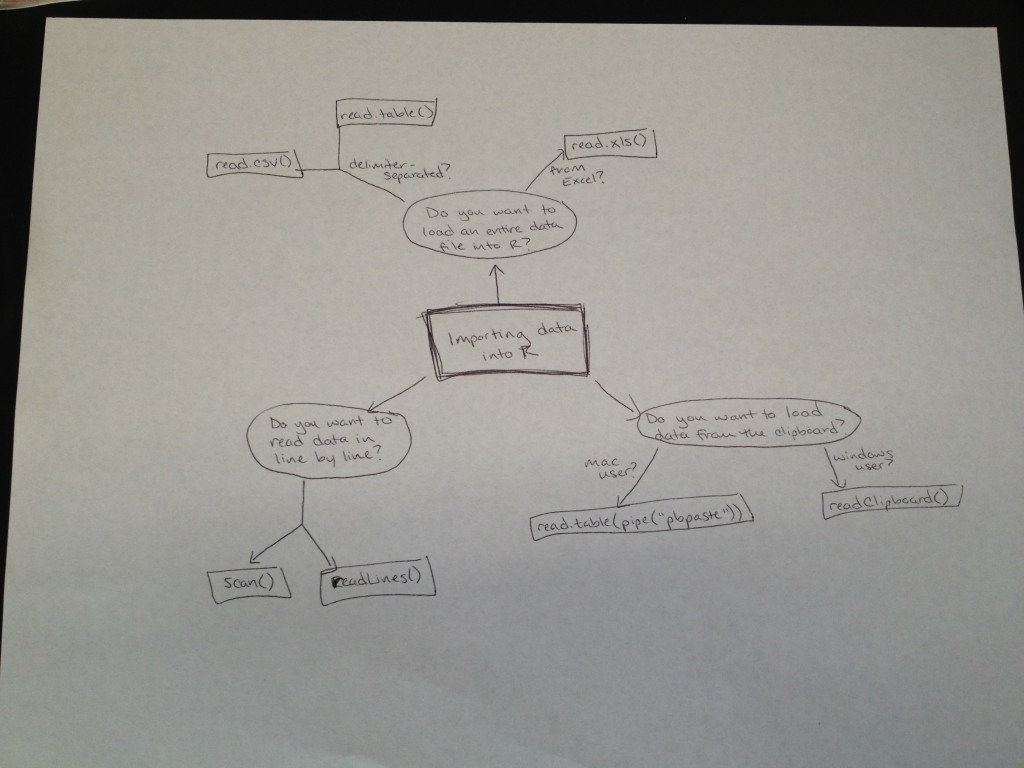 read.table()
read.csv()
delimiter-
separated?
read.xls()
from
Excel?
Do you want to
load an entire data
file into R?
Importing data
into R
Do you want to
read data in
line by line?
scan()
readLines()
Do you want to load
data from the clipboard?
mac
user?
read.table(pipe("pbpaste"))
windows
user?
readClipboard()